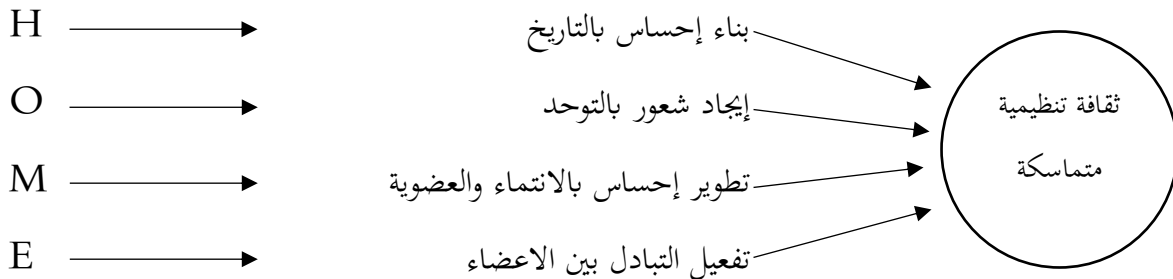 H
بناء إحساس بالتاريخ
O
إيجاد شعور بالتوحد
M
تطوير إحساس بالانتماء والعضوية
E
تفعيل التبادل بين الاعضاء
ثقافة تنظيمية
متماسكة